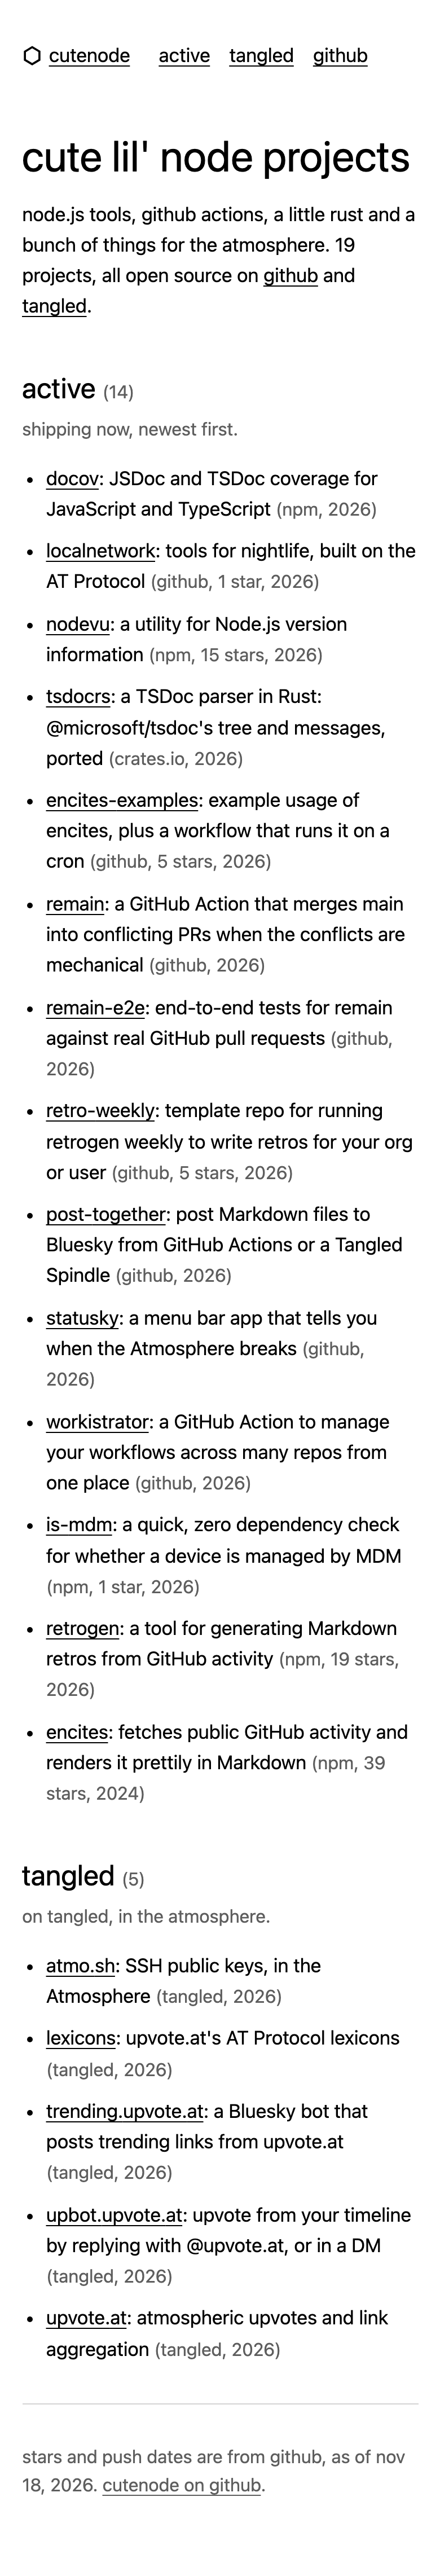 cutenode active tangled github
cute lil' node projects
node.js tools, github actions, a little rust and a
bunch of things for the atmosphere. 19
projects, all open source on github and
tangled.
active (14)
shipping now, newest first.
• docov: JSDoc and TSDoc coverage for
JavaScript and TypeScript (npm, 2026)
• localnetwork: tools for nightlife, built on the
AT Protocol (github, 1 star, 2026)
• nodevu: a utility for Node.js version
information (npm, 15 stars, 2026)
• tsdocrs: a TSDoc parser in Rust:
@microsoft/tsdoc's tree and messages,
ported (crates.io, 2026)
• encites-examples: example usage of
encites, plus a workflow that runs it on a
cron (github, 5 stars, 2026)
• remain: a GitHub Action that merges main
into conflicting PRs when the conflicts are
mechanical (github, 2026)
• remain-e2e: end-to-end tests for remain
against real GitHub pull requests (github,
2026)
• retro-weekly: template repo for running
retrogen weekly to write retros for your org
or user (github, 5 stars, 2026)
• post-together: post Markdown files to
Bluesky from GitHub Actions or a Tangled
Spindle (github, 2026)
• statusky: a menu bar app that tells you
when the Atmosphere breaks (github,
2026)
• workistrator: a GitHub Action to manage
your workflows across many repos from
one place (github, 2026)
• is-mdm: a quick, zero dependency check
for whether a device is managed by MDM
(npm, 1 star, 2026)
• retrogen: a tool for generating Markdown
retros from GitHub activity (npm, 19 stars,
2026)
• encites: fetches public GitHub activity and
renders it prettily in Markdown (npm, 39
stars, 2024)
tangled (5)
on tangled, in the atmosphere.
• atmo.sh: SSH public keys, in the
Atmosphere (tangled, 2026)
• lexicons: upvote.at's AT Protocol lexicons
(tangled, 2026)
• trending.upvote.at: a Bluesky bot that
posts trending links from upvote.at
(tangled, 2026)
• upbot.upvote.at: upvote from your timeline
by replying with @upvote.at, or in a DM
(tangled, 2026)
• upvote.at: atmospheric upvotes and link
aggregation (tangled, 2026)
stars and push dates are from github, as of nov
18, 2026. cutenode on github.